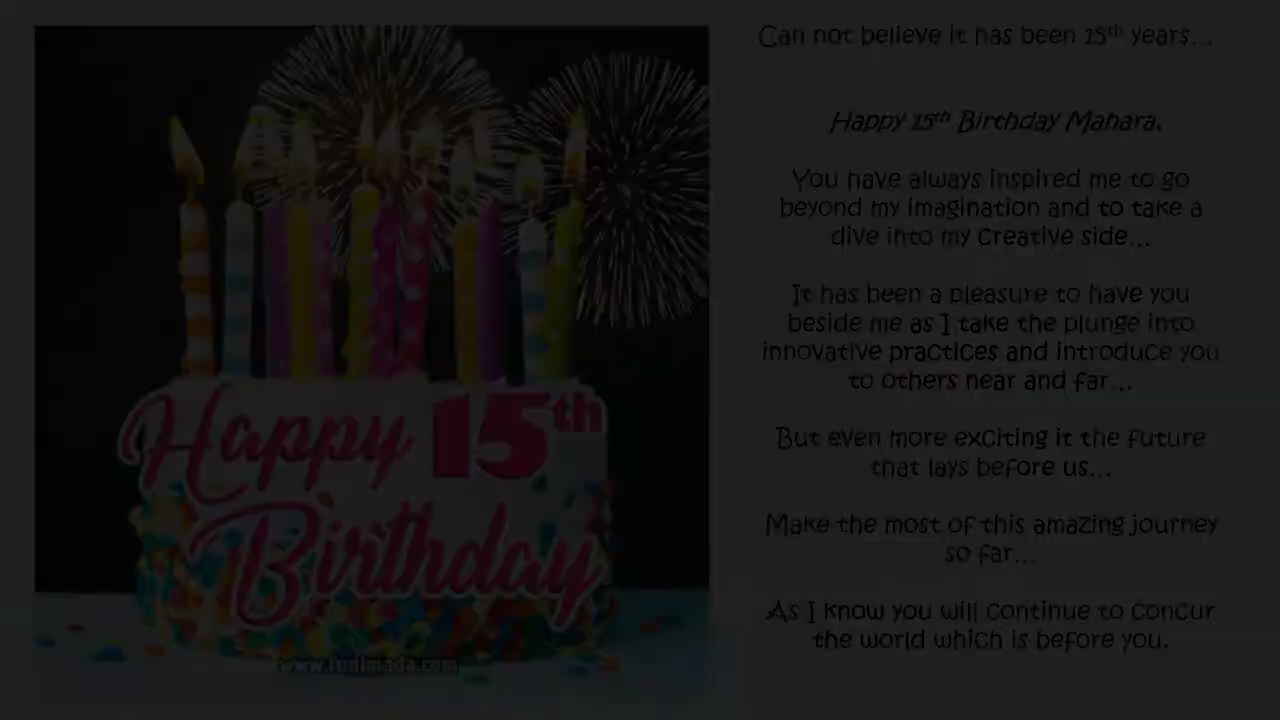 Can not believe it has been 15th years...
Happy 15th Birthday Mahara,
You have always inspired me to go
beyond my imagination and to take a
dive into my creative side...
It has been a pleasure to have you
beside me as I take the plunge into
innovative practices and introduce you
to others near and far...
But even more exciting it the future
that lays before us...
Make the most of this amazing journey
so far...
As I know you will continue to concur
the world which is before you.
Happy 15th
Birthday